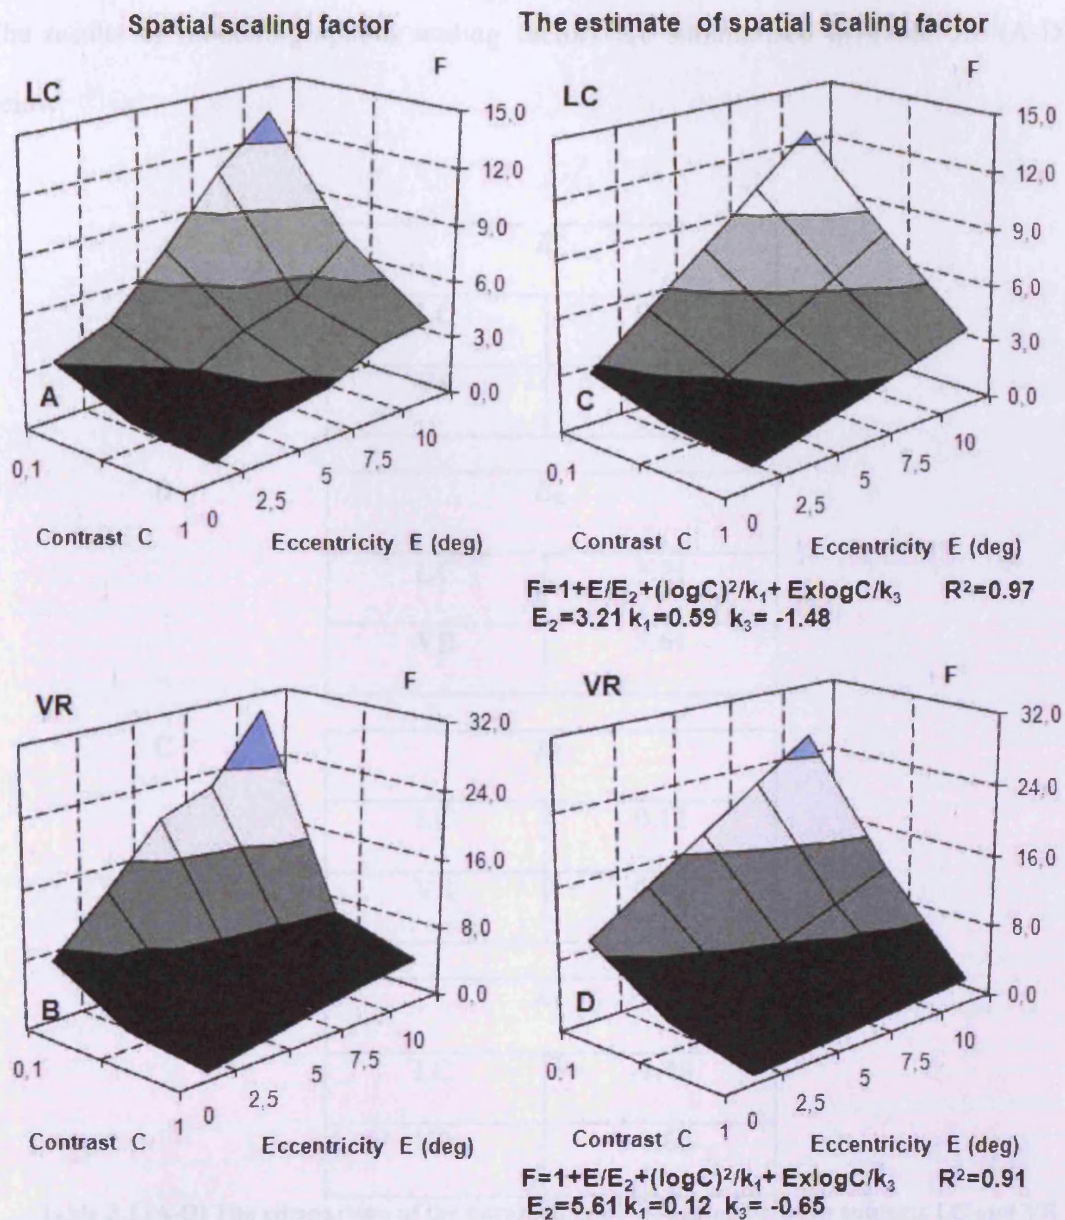 Spatial scaling factor
The estimate of spatial scaling factor
LC
F
15,0
12,0
9,0
6,0
3,0
0,0
A
0,1
1
0
2,5
5
7,5
10
Contrast C
Eccentricity E (deg)
LC
F
15,0
12,0
9,0
6,0
3,0
0,0
C
0,1
1
0
2,5
5
7,5
10
Contrast C
Eccentricity E (deg)
F=1+E/E₂+(logC)²/k₁+ExlogC/k₃ R²=0.97
E₂=3.21 k₁=0.59 k₃= -1.48
VR
F
32,0
24,0
16,0
8,0
0,0
B
0,1
1
0
2,5
5
7,5
10
Contrast C
Eccentricity E (deg)
VR
F
32,0
24,0
16,0
8,0
0,0
D
0,1
1
0
2,5
5
7,5
10
Contrast C
Eccentricity E (deg)
F=1+E/E₂+(logC)²/k₁+ExlogC/k₃ R²=0.91
E₂=5.61 k₁=0.12 k₃= -0.65